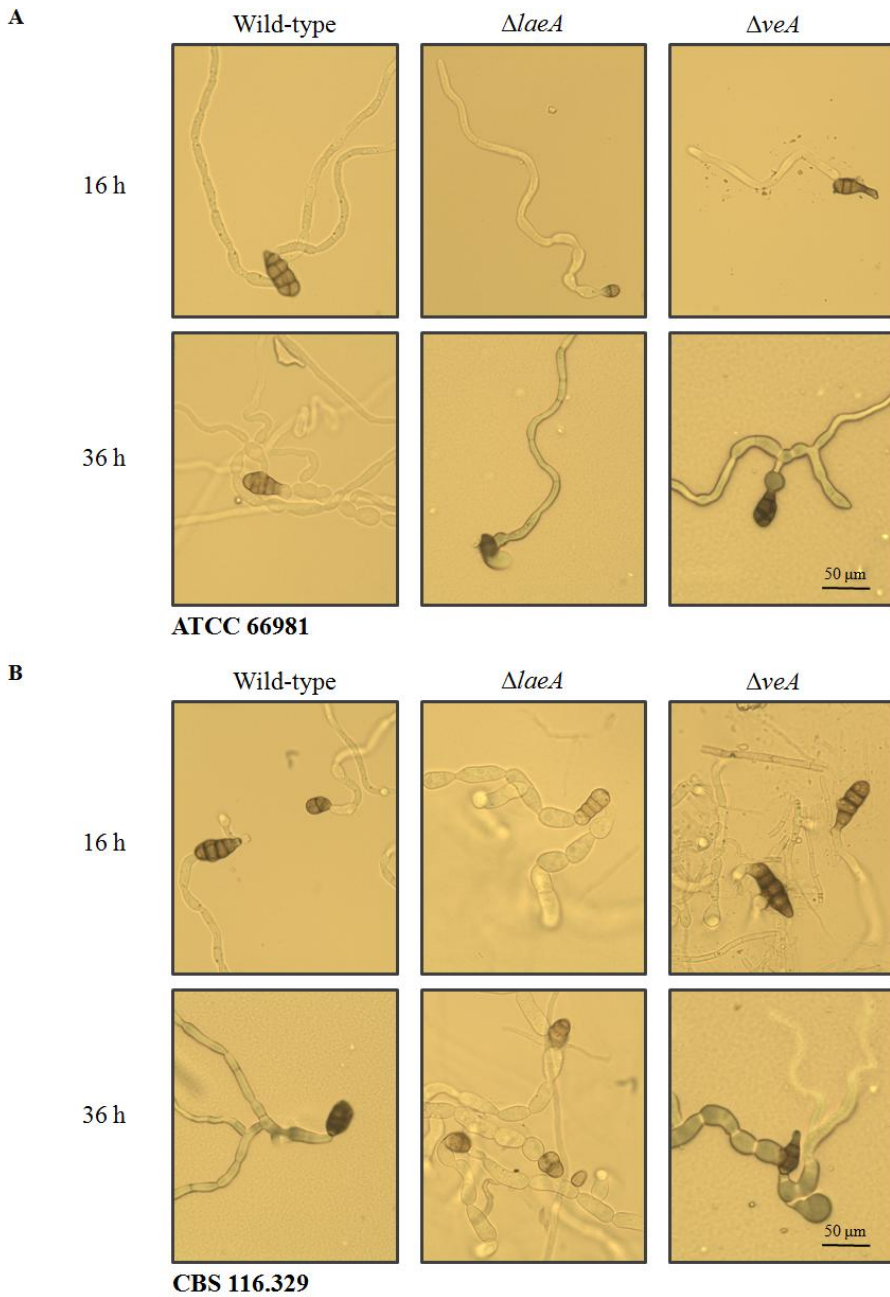 A
Wild-type ΔlaeA ΔveA
16 h
36 h
50 µm
ATCC 66981
B
Wild-type ΔlaeA ΔveA
16 h
36 h
50 µm
CBS 116.329